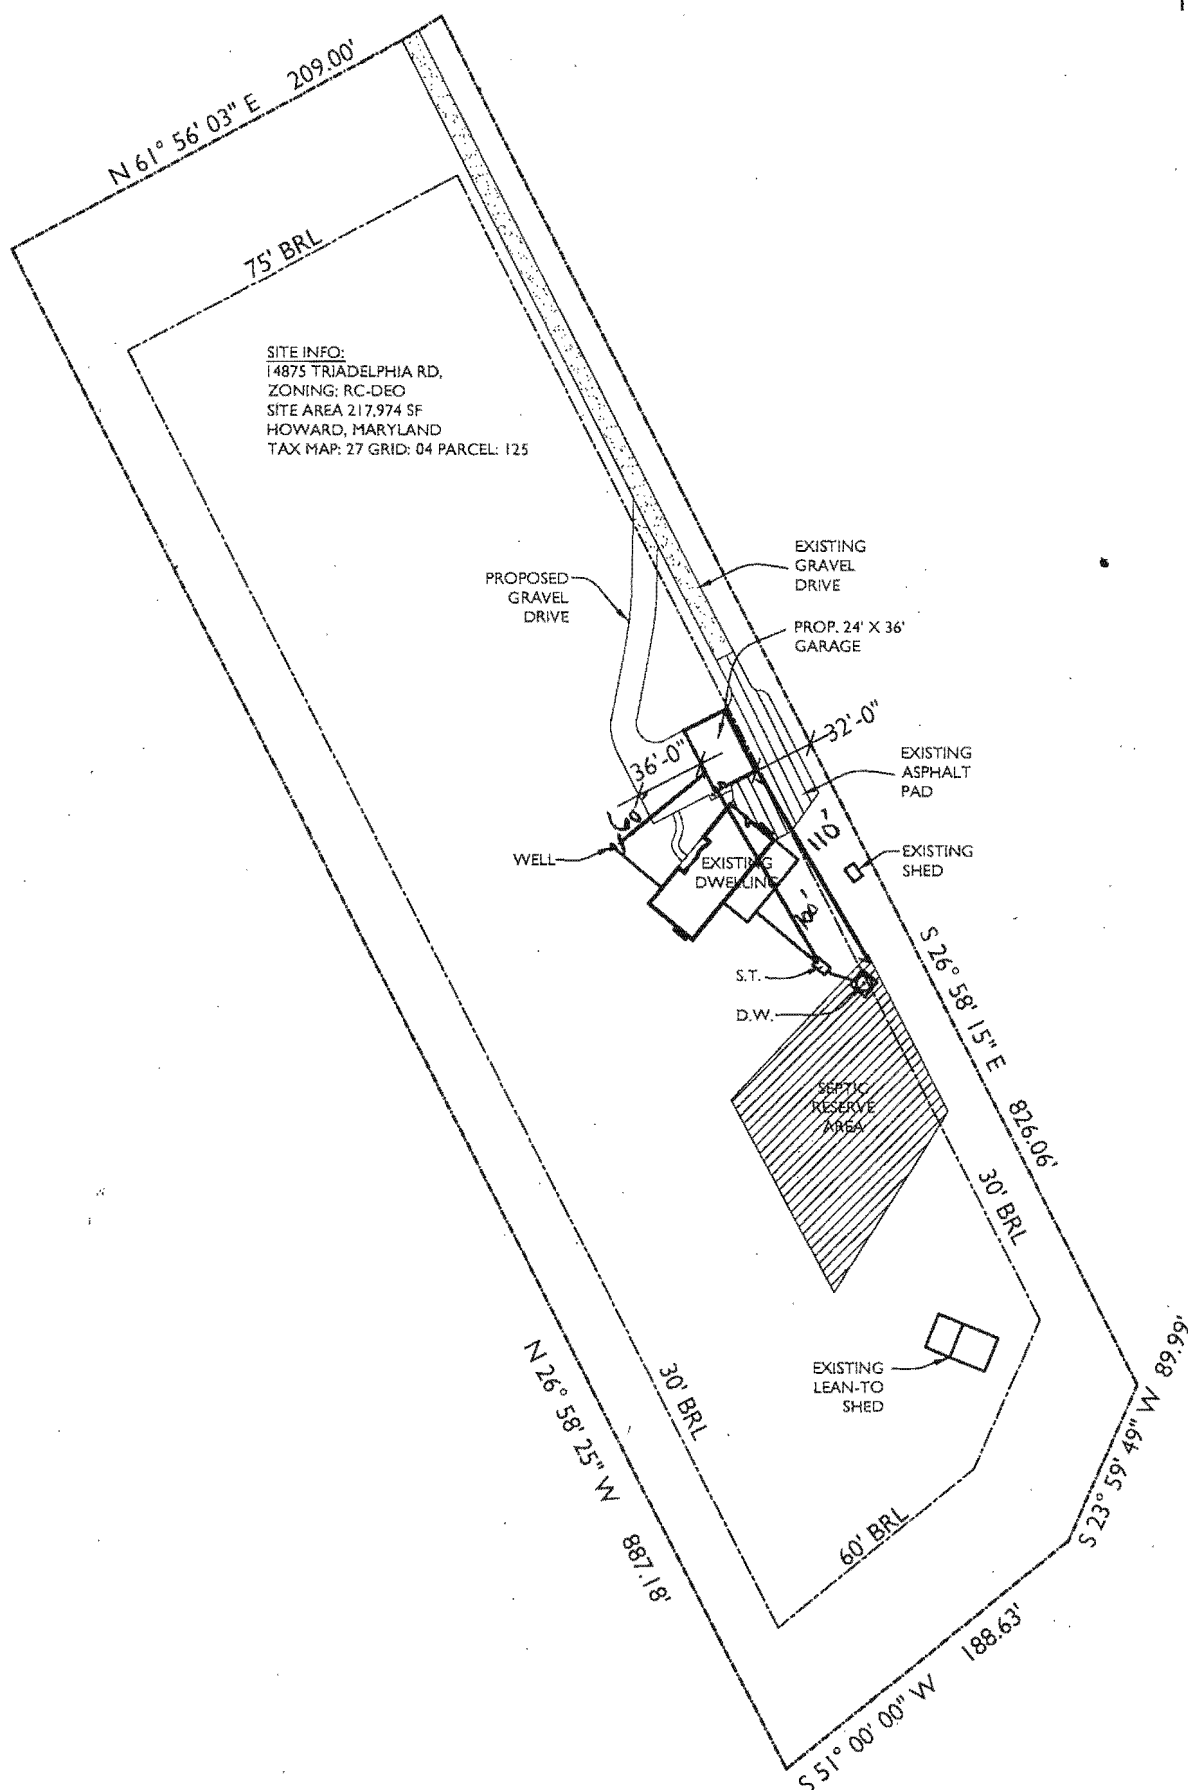 N 61° 56' 03" E 209.00'
75' BRL
SITE INFO:
14875 TRIADELPHIA RD,
ZONING: RC-DEO
SITE AREA 217,974 SF
HOWARD, MARYLAND
TAX MAP: 27 GRID: 04 PARCEL: 125
EXISTING
GRAVEL
DRIVE
PROPOSED
GRAVEL
DRIVE
PROP. 24' X 36'
GARAGE
32'-0"
36'-0"
EXISTING
ASPHALT
PAD
60'
110'
WELL
EXISTING
DWELLING
EXISTING
SHED
100'
S.T.
D.W.
S 26° 58' 15" E 826.06'
SEPTIC
RESERVE
AREA
30' BRL
EXISTING
LEAN-TO
SHED
30' BRL
N 26° 58' 25" W 887.18'
S 23° 59' 49" W 89.99'
60' BRL
S 51° 00' 00" W 188.63'